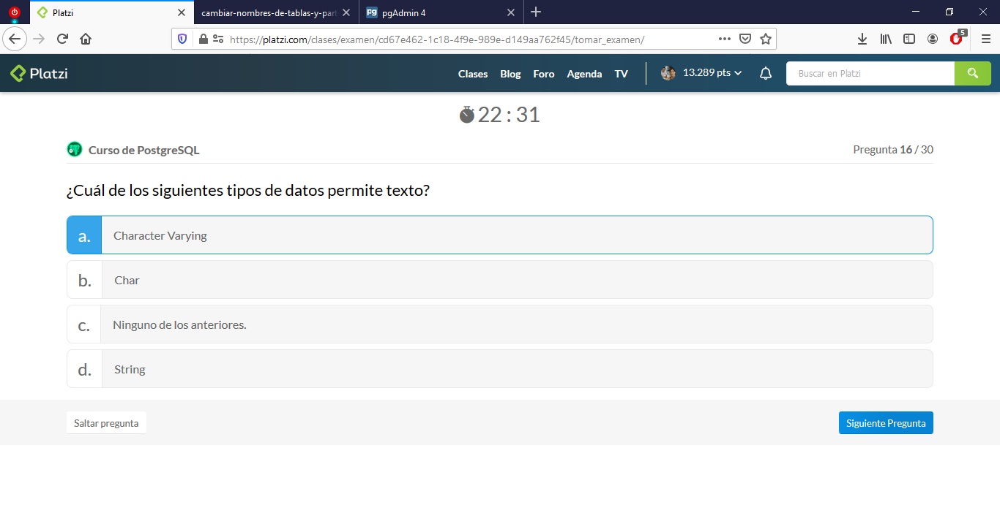 Platzi
cambiar-nombres-de-tablas-y-part
Pg
pgAdmin 4
https://platzi.com/clases/examen/cd67e462-1c18-4f9e-989e-d149aa762f45/tomar_examen/
5
Platzi
Clases
Blog
Foro
Agenda
TV
13.289 pts
Buscar en Platzi
22 : 31
Curso de PostgreSQL
Pregunta 16 / 30
¿Cuál de los siguientes tipos de datos permite texto?
a. Character Varying
b. Char
c. Ninguno de los anteriores.
d. String
Saltar pregunta
Siguiente Pregunta